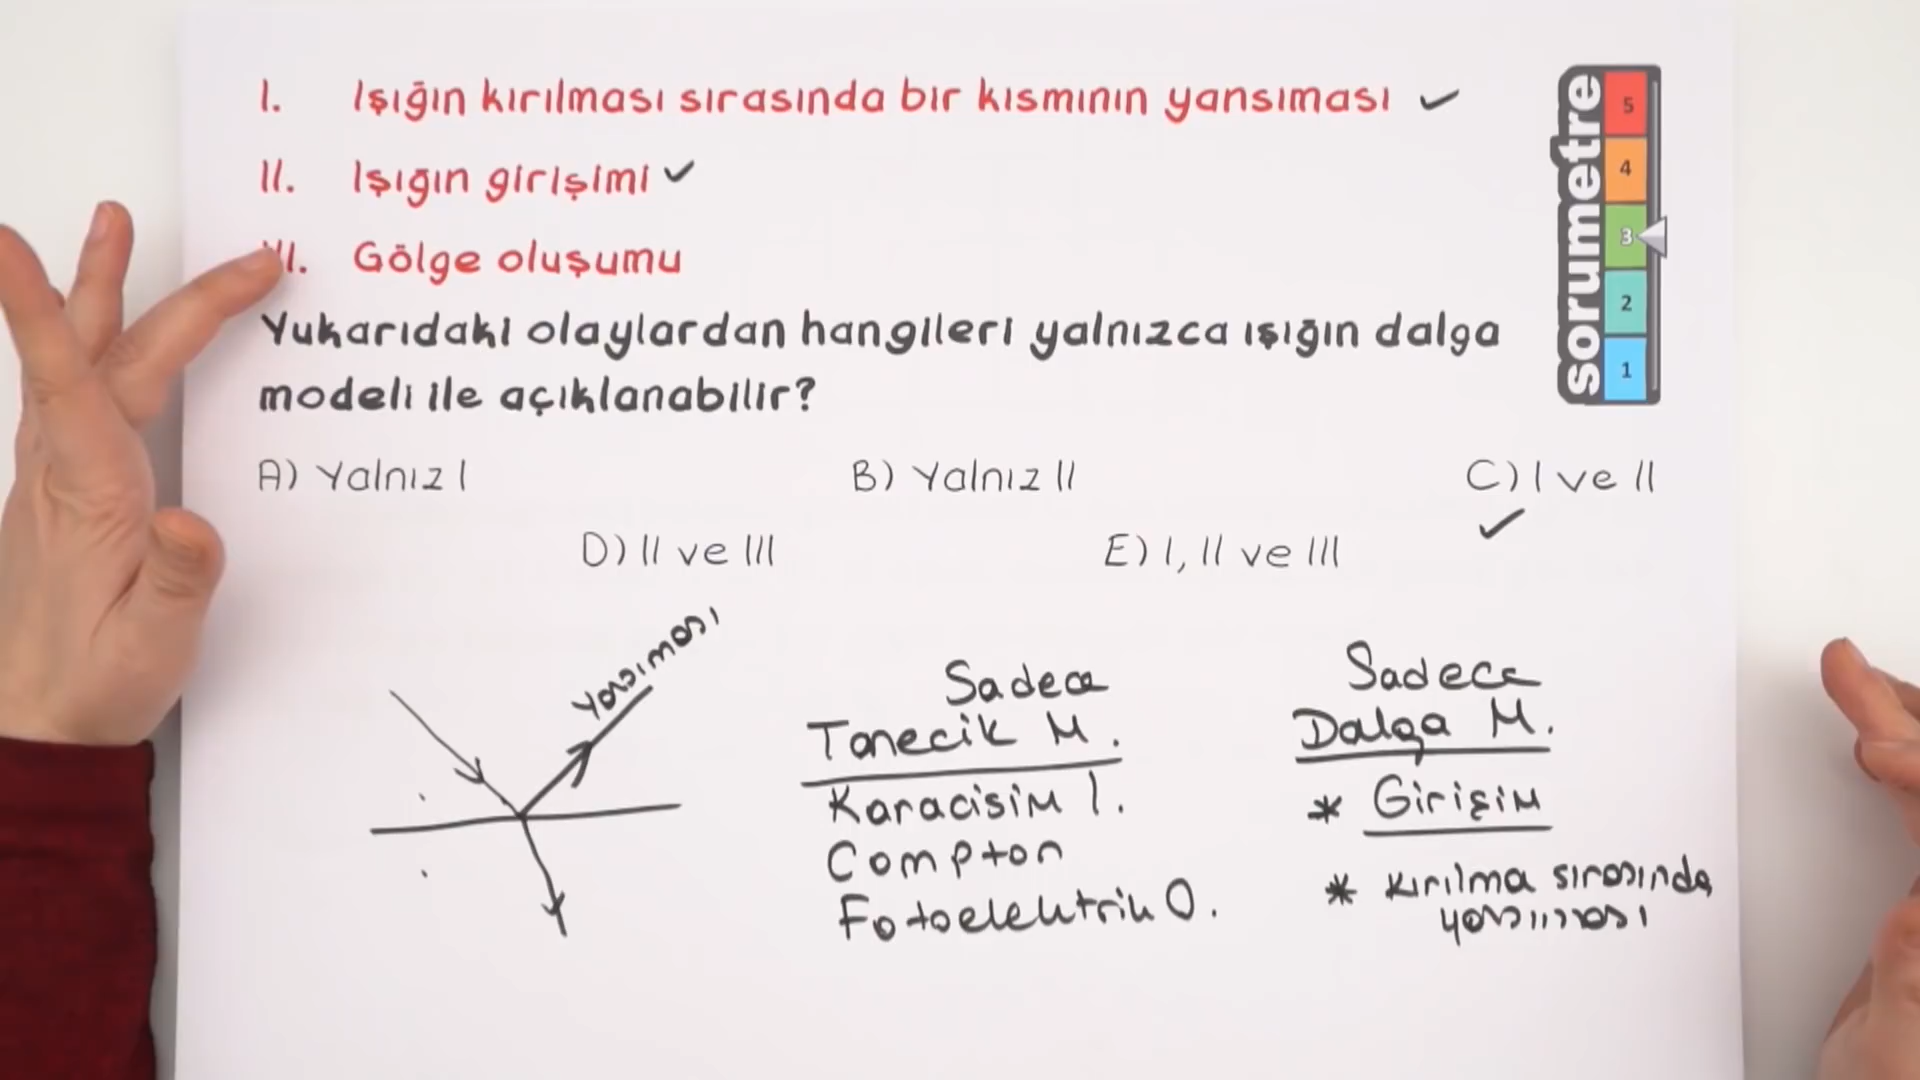 I. Işığın kırılması sırasında bir kısmının yansıması ✓
II. Işığın girişimi ✓
III. Gölge oluşumu
Yukarıdaki olaylardan hangileri yalnızca ışığın dalga
modeli ile açıklanabilir?
A) Yalnız I
B) Yalnız II
C) I ve II
D) II ve III
E) I, II ve III
sorumetre
5
4
3
2
1
yansıması
Sadece
Tanecik M.
Karacisim I.
Compton
Fotoelektrik O.
Sadece
Dalga M.
* Girişim
* kırılma sırasında
yansıması